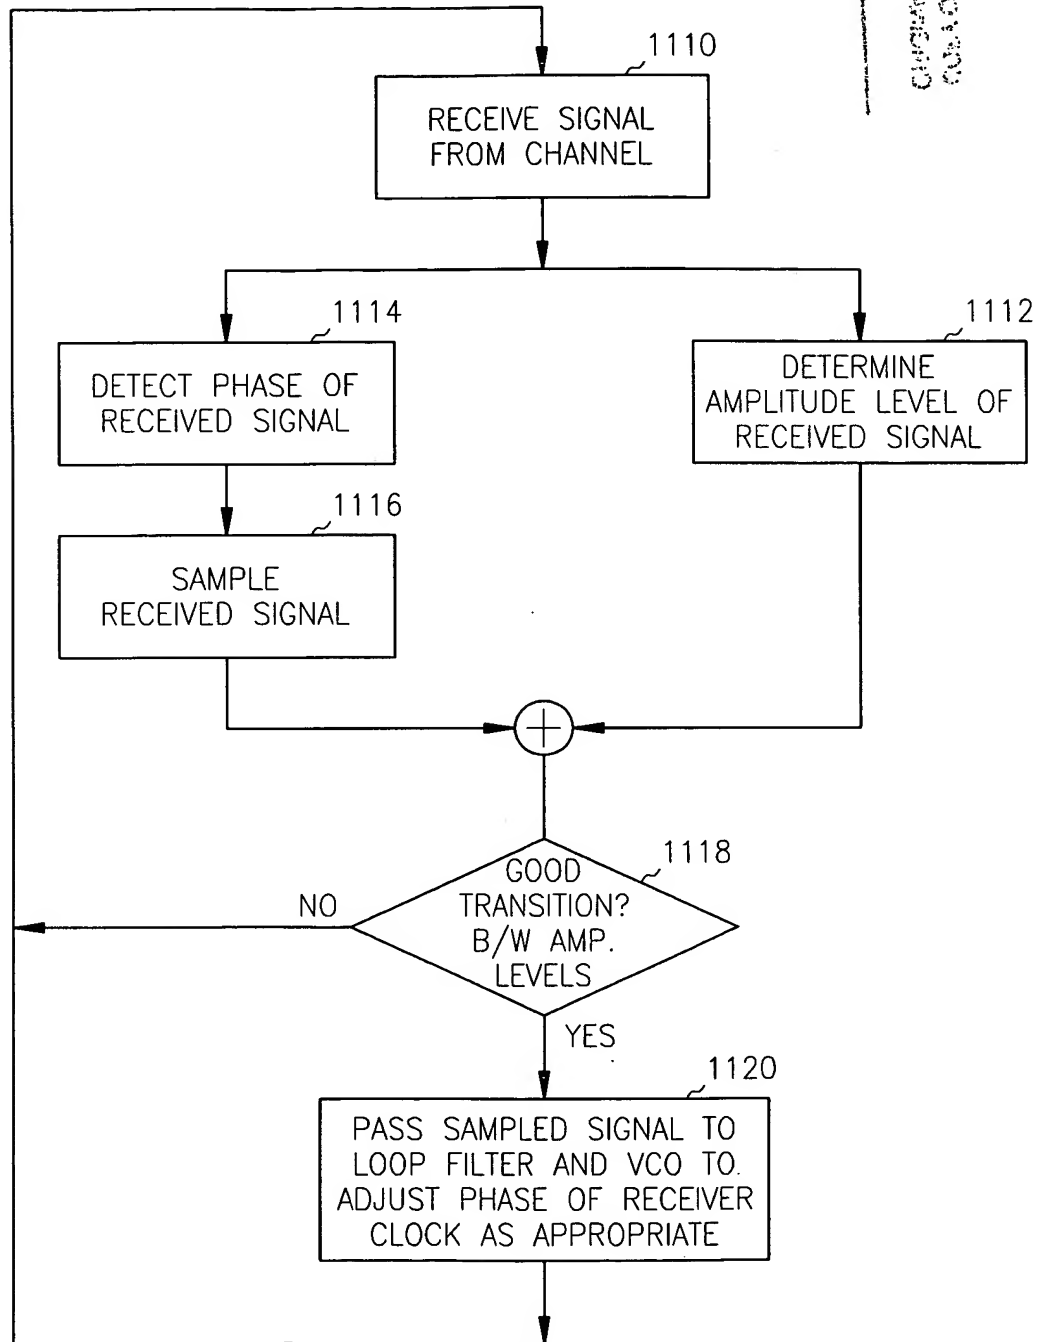 1110
RECEIVE SIGNAL
FROM CHANNEL
1114
DETECT PHASE OF
RECEIVED SIGNAL
1112
DETERMINE
AMPLITUDE LEVEL OF
RECEIVED SIGNAL
1116
SAMPLE
RECEIVED SIGNAL
1118
GOOD
TRANSITION?
B/W AMP.
LEVELS
NO
YES
1120
PASS SAMPLED SIGNAL TO
LOOP FILTER AND VCO TO.
ADJUST PHASE OF RECEIVER
CLOCK AS APPROPRIATE